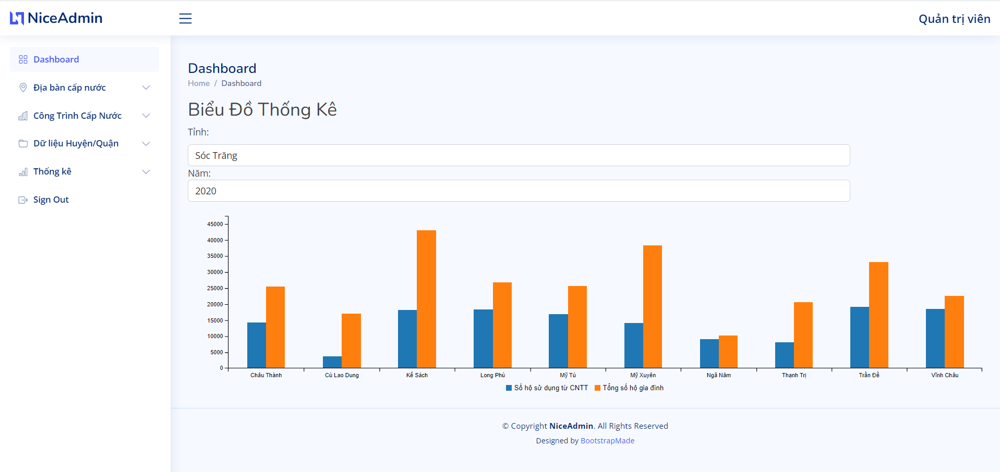 NiceAdmin
Quản trị viên
Dashboard
Địa bàn cấp nước
Công Trình Cấp Nước
Dữ liệu Huyện/Quận
Thống kê
Sign Out
Dashboard
Home / Dashboard
Biểu Đồ Thống Kê
Tỉnh:
Sóc Trăng
Năm:
2020
45000
40000
35000
30000
25000
20000
15000
10000
5000
0
Châu Thành Cù Lao Dung Kế Sách Long Phú Mỹ Tú Mỹ Xuyên Ngã Năm Thạnh Trị Trần Đề Vĩnh Châu
Số hộ sử dụng từ CNTT Tổng số hộ gia đình
© Copyright NiceAdmin. All Rights Reserved
Designed by BootstrapMade